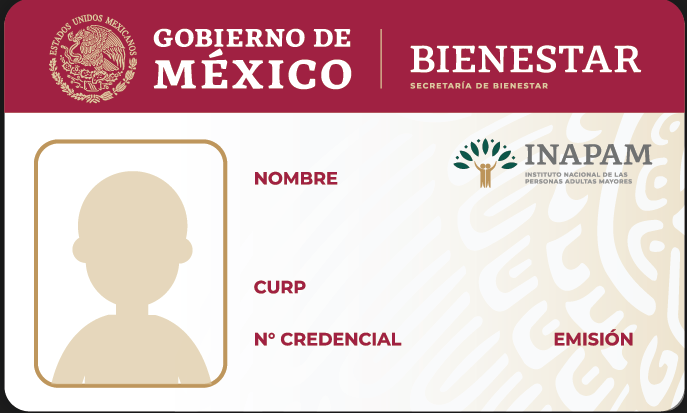 ESTADOS UNIDOS MEXICANOS
GOBIERNO DE
MÉXICO
BIENESTAR
SECRETARÍA DE BIENESTAR
INAPAM
INSTITUTO NACIONAL DE LAS
PERSONAS ADULTAS MAYORES
NOMBRE
CURP
N° CREDENCIAL
EMISIÓN